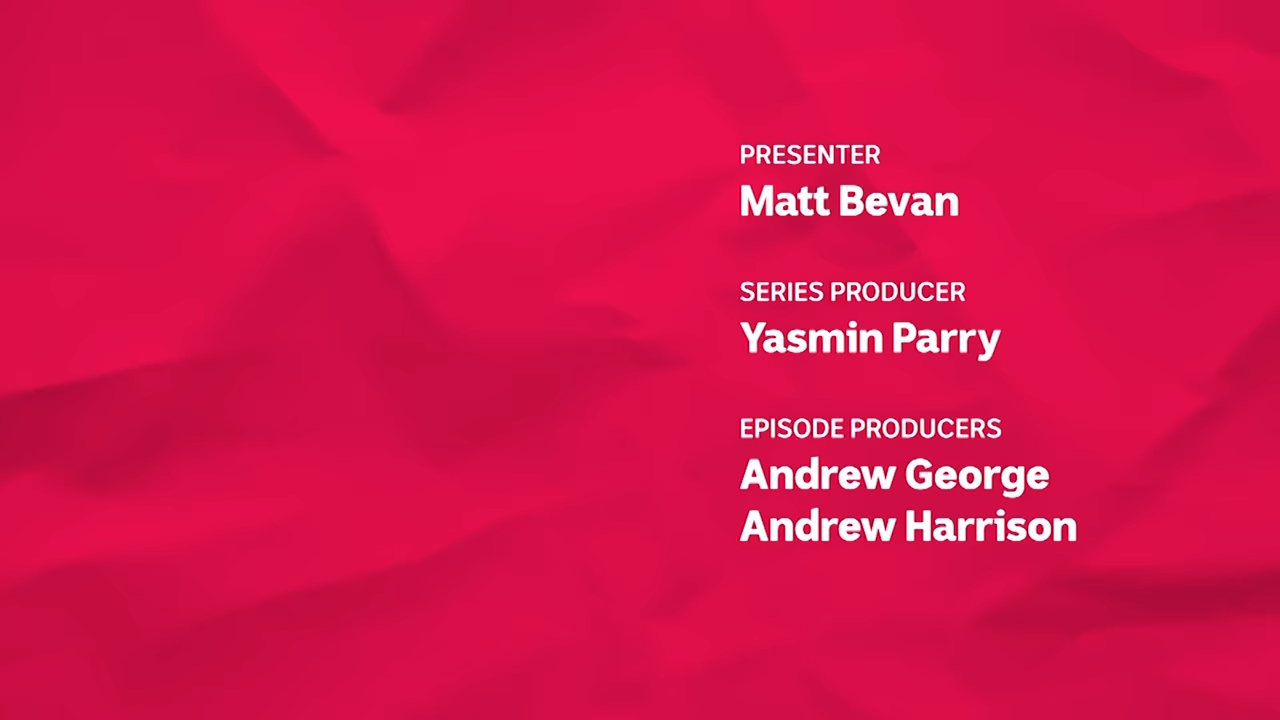 PRESENTER
Matt Bevan
SERIES PRODUCER
Yasmin Parry
EPISODE PRODUCERS
Andrew George
Andrew Harrison